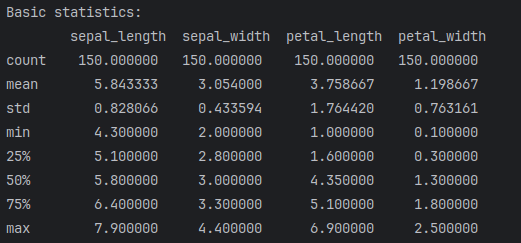 Basic statistics:
sepal_length sepal_width petal_length petal_width
count 150.000000 150.000000 150.000000 150.000000
mean 5.843333 3.054000 3.758667 1.198667
std 0.828066 0.433594 1.764420 0.763161
min 4.300000 2.000000 1.000000 0.100000
25% 5.100000 2.800000 1.600000 0.300000
50% 5.800000 3.000000 4.350000 1.300000
75% 6.400000 3.300000 5.100000 1.800000
max 7.900000 4.400000 6.900000 2.500000